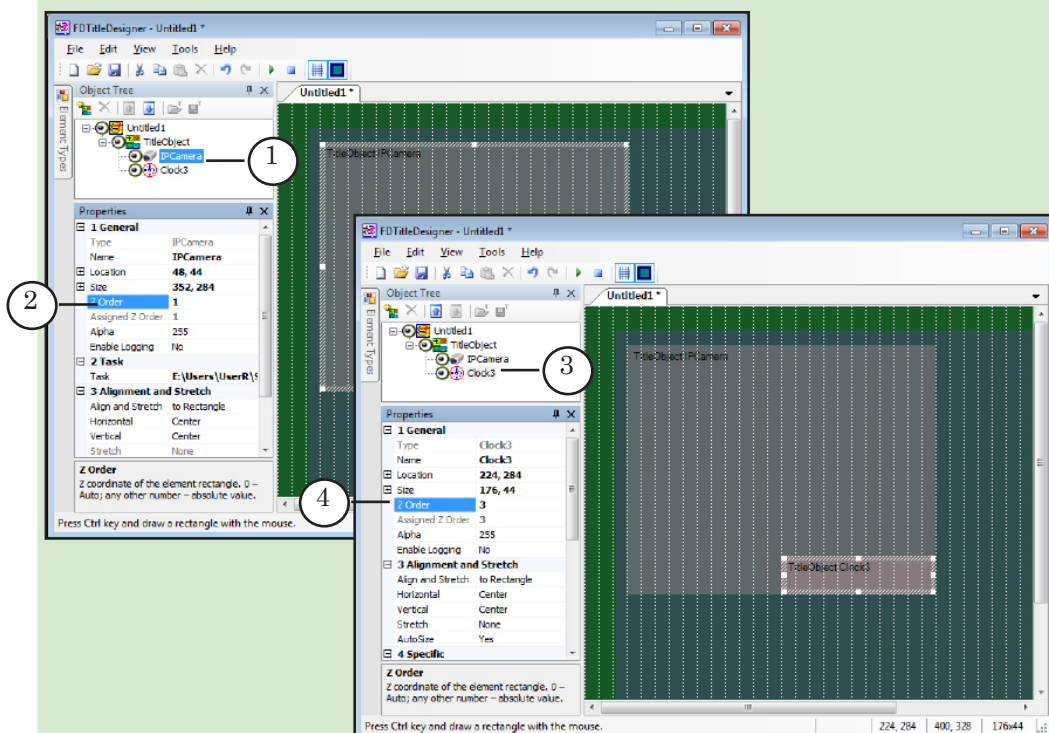 FDTitleDesigner - Untitled1 *
File Edit View Tools Help
Object Tree
Untitled1 *
Element Types
Untitled1
TitleObject
IPCamera
Clock3
1
TitleObject IPCamera
Properties
1 General
Type IPCamera
Name IPCamera
Location 48, 44
Size 352, 284
2
Z Order 1
Assigned Z Order 1
Alpha 255
Enable Logging No
2 Task
Task E:\Users\UserR\
3 Alignment and Stretch
Align and Stretch to Rectangle
Horizontal Center
Vertical Center
Stretch None
Z Order
Z coordinate of the element rectangle. 0 –
Auto; any other number – absolute value.
Press Ctrl key and draw a rectangle with the mouse.
FDTitleDesigner - Untitled1 *
File Edit View Tools Help
Object Tree
Untitled1 *
Element Types
Untitled1
TitleObject
IPCamera
Clock3
3
TitleObject IPCamera
Properties
1 General
Type Clock3
Name Clock3
Location 224, 284
Size 176, 44
4
Z Order 3
Assigned Z Order 3
Alpha 255
Enable Logging No
3 Alignment and Stretch
Align and Stretch to Rectangle
Horizontal Center
Vertical Center
Stretch None
AutoSize Yes
4 Specific
TitleObject Clock3
Z Order
Z coordinate of the element rectangle. 0 –
Auto; any other number – absolute value.
Press Ctrl key and draw a rectangle with the mouse.
224, 284 400, 328 176x44